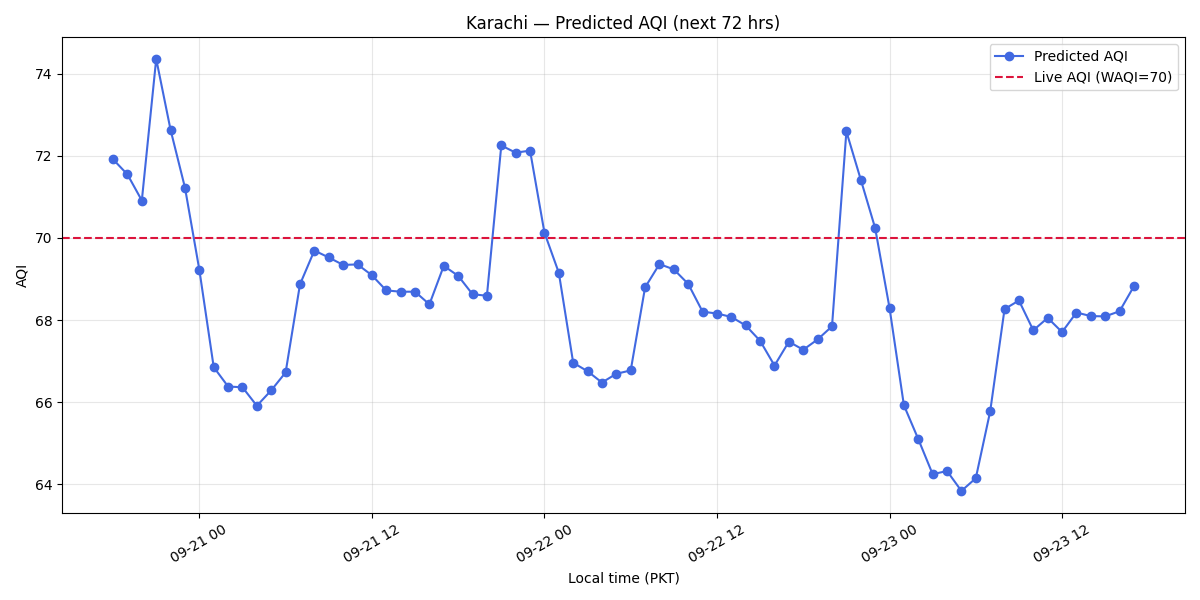 Karachi — Predicted AQI (next 72 hrs)
Predicted AQI
Live AQI (WAQI=70)
AQI
74
72
70
68
66
64
09-21 00
09-21 12
09-22 00
09-22 12
09-23 00
09-23 12
Local time (PKT)